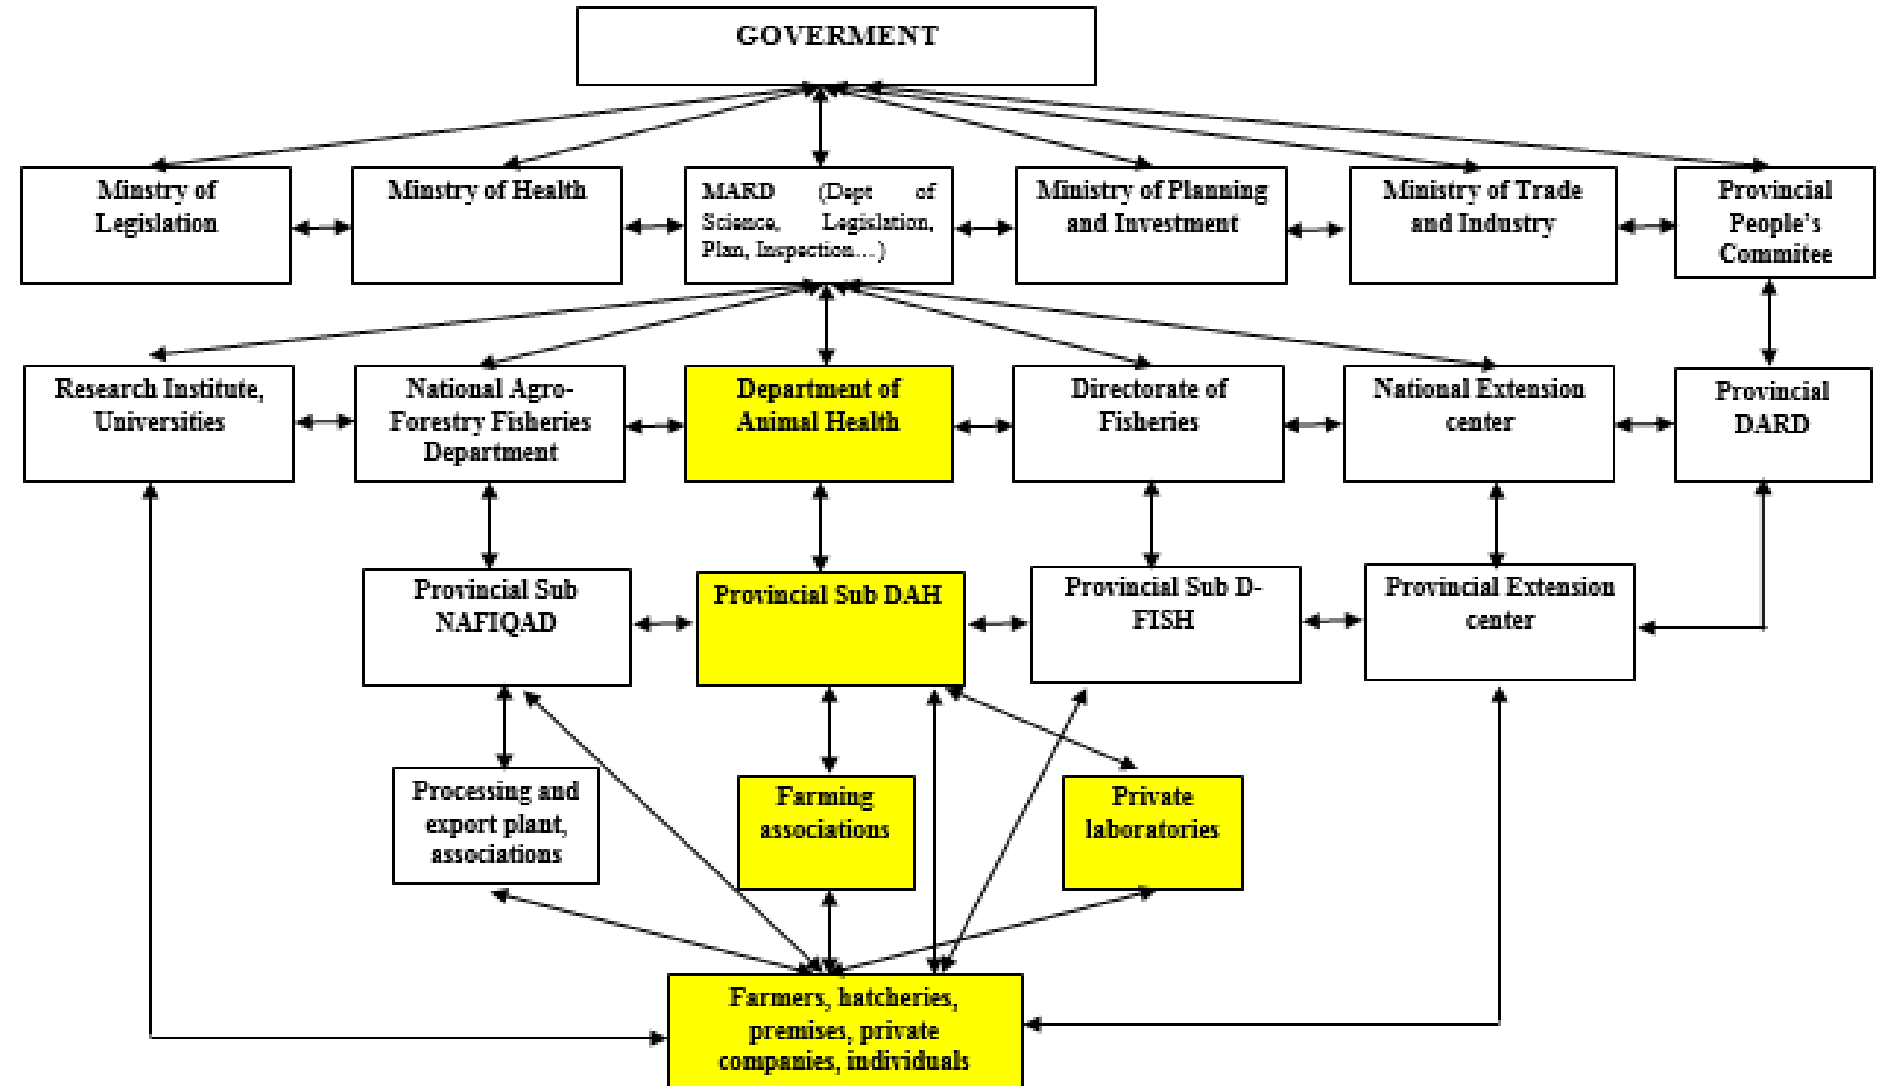 GOVERMENT
Minstry of
Legislation
Minstry of Health
MARD (Dept of
Science, Legislation,
Plan, Inspection...)
Ministry of Planning
and Investment
Ministry of Trade
and Industry
Provincial
People's
Commitee
Research Institute,
Universities
National Agro-
Forestry Fisheries
Department
Department of
Animal Health
Directorate of
Fisheries
National Extension
center
Provincial
DARD
Provincial Sub
NAFIQAD
Provincial Sub DAH
Provincial Sub D-
FISH
Provincial Extension
center
Processing and
export plant,
associations
Farming
associations
Private
laboratories
Farmers, hatcheries,
premises, private
companies, individuals